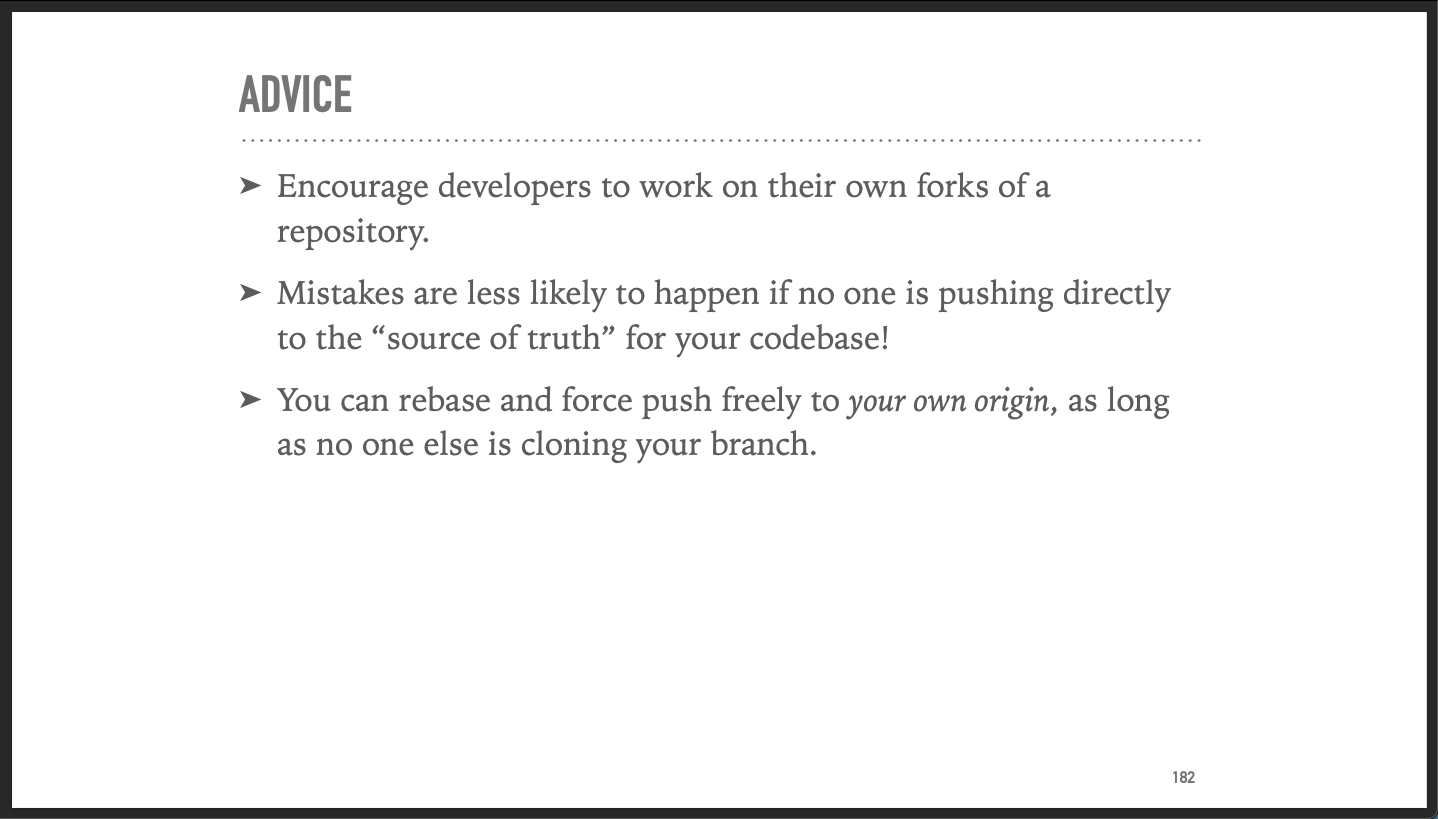 ADVICE
➤ Encourage developers to work on their own forks of a
repository.
➤ Mistakes are less likely to happen if no one is pushing directly
to the “source of truth” for your codebase!
➤ You can rebase and force push freely to your own origin, as long
as no one else is cloning your branch.
182